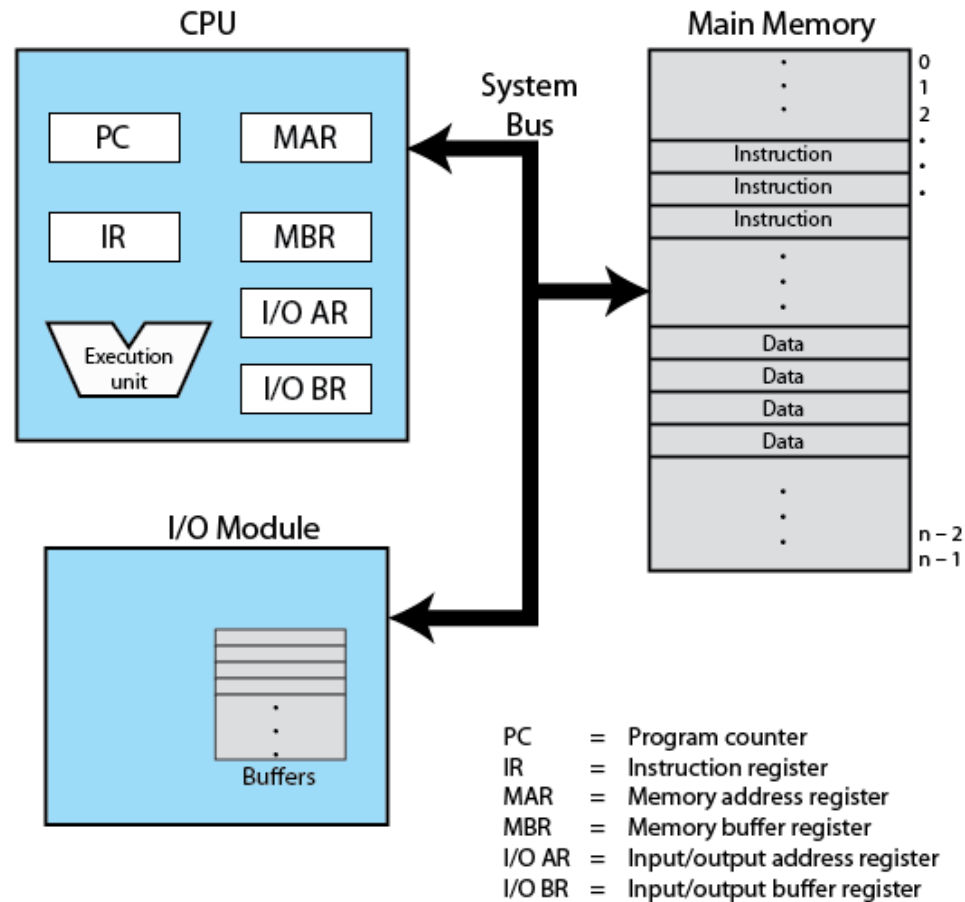 CPU
PC
MAR
IR
MBR
I/O AR
I/O BR
Execution
unit
System
Bus
Main Memory
0
1
2
Instruction
Instruction
Instruction
Data
Data
Data
Data
n – 2
n – 1
I/O Module
Buffers
PC = Program counter
IR = Instruction register
MAR = Memory address register
MBR = Memory buffer register
I/O AR = Input/output address register
I/O BR = Input/output buffer register